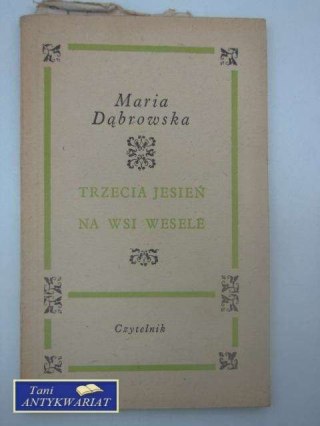 Maria
Dąbrowska
TRZECIA JESIEŃ
NA WSI WESELE
Czytelnik
Tani
ANTYKWARIAT